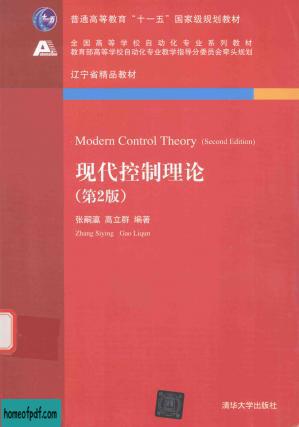 普通高等教育“十一五”国家级规划教材
全国高等学校自动化专业系列教材
教育部高等学校自动化专业教学指导分委员会牵头规划
辽宁省精品教材
Modern Control Theory (Second Edition)
现代控制理论
(第2版)
张嗣瀛 高立群 编著
Zhang Siying Gao Liqun
清华大学出版社
homeofpdf.com